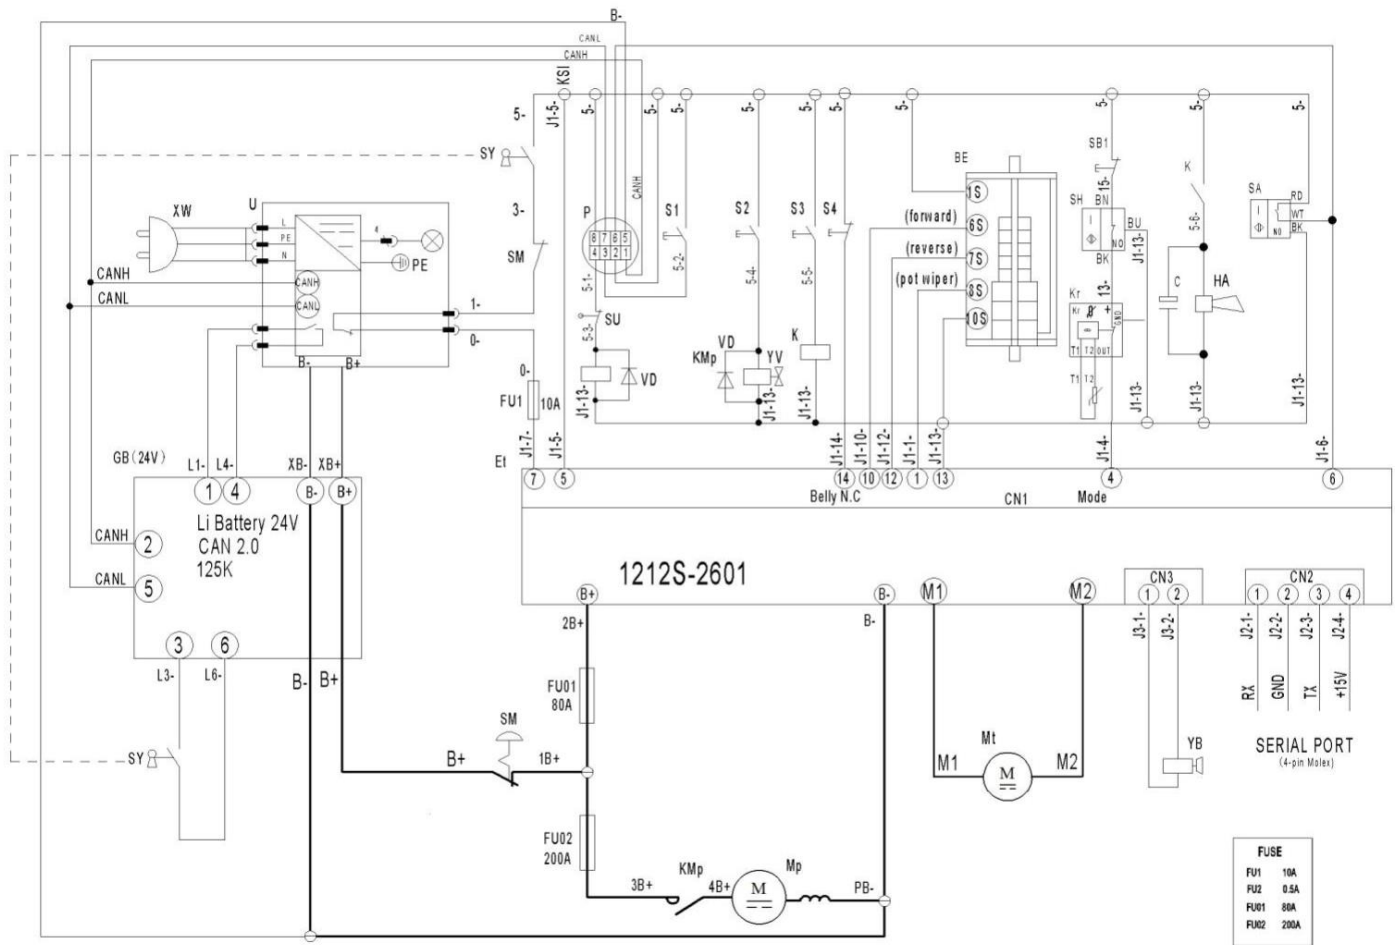 B-
CANL
CANH
KSI
5-
J1-5-
5-
5-
5-
5-
5-
5-
5-
5-
5-
5-
SY
SB1
BE
K
15-
CANH
1S
SA
RD
WT
BK
NO
XW
U
3-
P
S1
S2
S3
S4
(forward)
6S
SH
BN
BU
NO
BK
L
PE
N
4
8 7 6 5
4 3 2 1
5-2-
5-6-
SM
(reverse)
7S
J1-13-
CANH
PE
CANH
5-1-
5-4-
5-5-
(pot wiper)
8S
13-
C
HA
CANL
CANL
1-
SU
10S
Kr
Kr
+
GND
T1 T2 OUT
0-
5-3-
B-
B+
VD
KMp
VD
YV
K
T1 T2
0-
FU1
10A
J1-13-
J1-13-
J1-13-
J1-13-
J1-13-
J1-13-
GB(24V)
L1-
L4-
XB-
XB+
J1-7-
J1-5-
J1-14-
J1-10-
J1-12-
J1-1-
J1-13-
J1-4-
J1-6-
E1
1
4
B-
B+
7
5
14
10
12
1
13
4
6
Belly N.C
CN1
Mode
Li Battery 24V
CAN 2.0
125K
CANH
2
CANL
5
1212S-2601
CN3
CN2
B+
B-
M1
M2
1
2
1
2
3
4
2B+
B-
J3-1-
J3-2-
J2-1-
J2-2-
J2-3-
J2-4-
3
6
L3-
L6-
B-
B+
FU01
80A
RX
GND
TX
+15V
SM
SY
B+
1B+
Mt
M1
M
M2
YB
SERIAL PORT
(4-pin Molex)
FU02
200A
KMp
Mp
3B+
4B+
M
PB-
FUSE
FU1 10A
FU2 0.5A
FU01 80A
FU02 200A